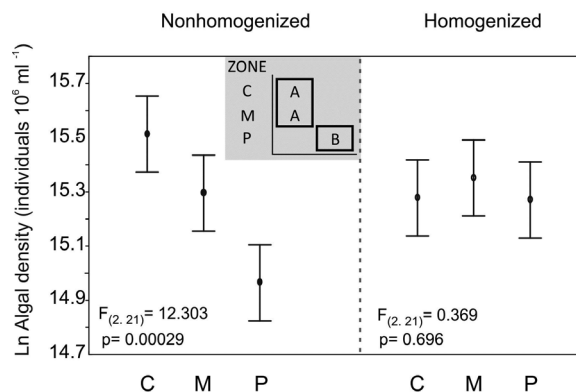 Nonhomogenized Homogenized
Ln Algal density (individuals 10⁶ ml ⁻¹)
15.7
15.5
15.3
15.1
14.9
14.7
ZONE
C A
M A
P B
F(2. 21)= 12.303
p= 0.00029
F(2. 21)= 0.369
p= 0.696
C M P C M P